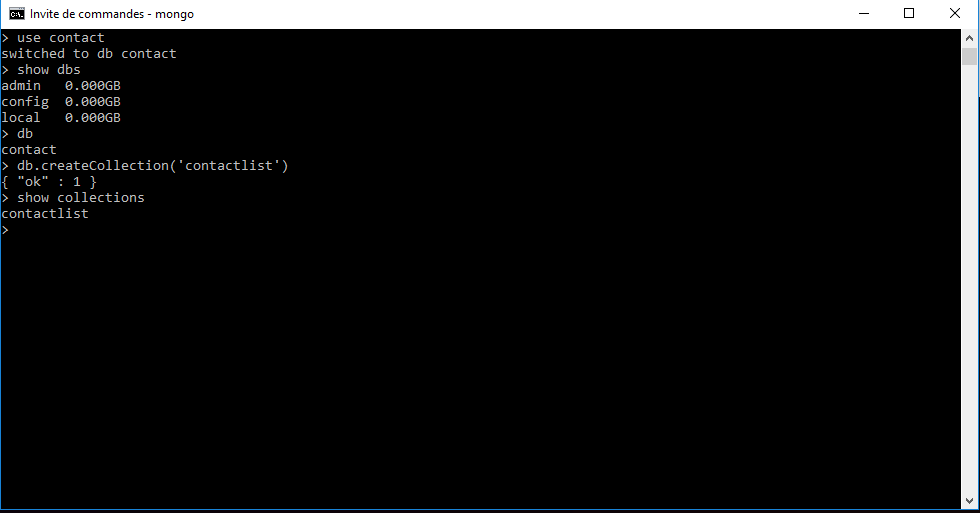 Invite de commandes - mongo
> use contact
switched to db contact
> show dbs
admin   0.000GB
config  0.000GB
local   0.000GB
> db
contact
> db.createCollection('contactlist')
{ "ok" : 1 }
> show collections
contactlist
>